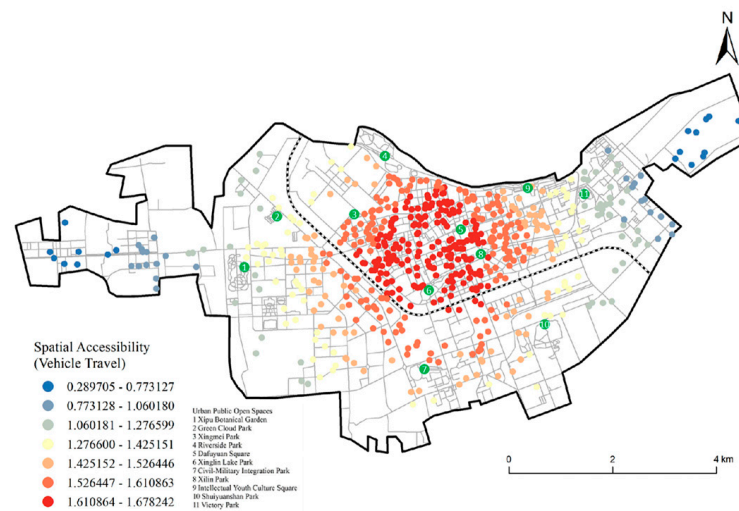 N
4
9
11
2
3
5
8
1
6
10
7
Spatial Accessibility
(Vehicle Travel)
0.289705 - 0.773127
0.773128 - 1.060180
1.060181 - 1.276599
1.276600 - 1.425151
1.425152 - 1.526446
1.526447 - 1.610863
1.610864 - 1.678242
Urban Public Open Spaces
1 Xipu Botanical Garden
2 Green Cloud Park
3 Xingmei Park
4 Riverside Park
5 Dafuyuan Square
6 Xinglin Lake Park
7 Civil-Military Integration Park
8 Xilin Park
9 Intellectual Youth Culture Square
10 Shuiyuanshan Park
11 Victory Park
0 2 4 km